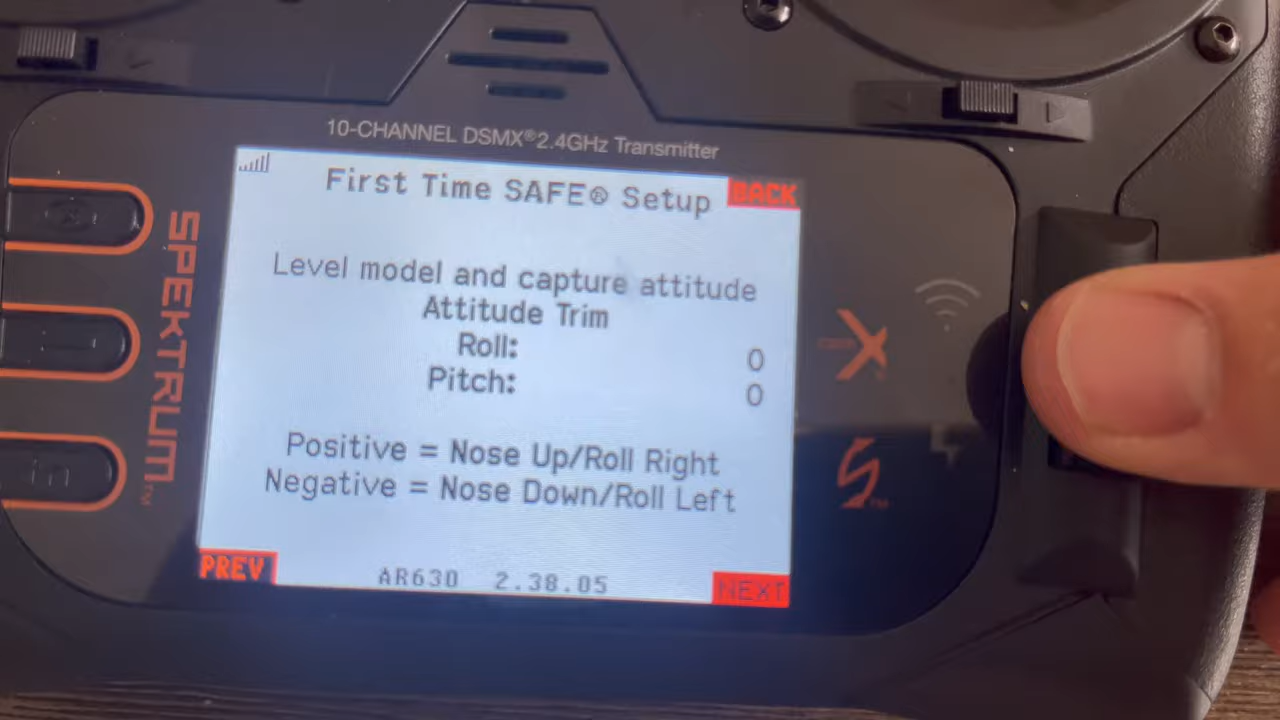 10-CHANNEL DSMX® 2.4GHz Transmitter
First Time SAFE® Setup
BACK
Level model and capture attitude
Attitude Trim
Roll: 0
Pitch: 0
Positive = Nose Up/Roll Right
Negative = Nose Down/Roll Left
PREV
AR630 2.38.05
NEXT
SPEKTRUM™